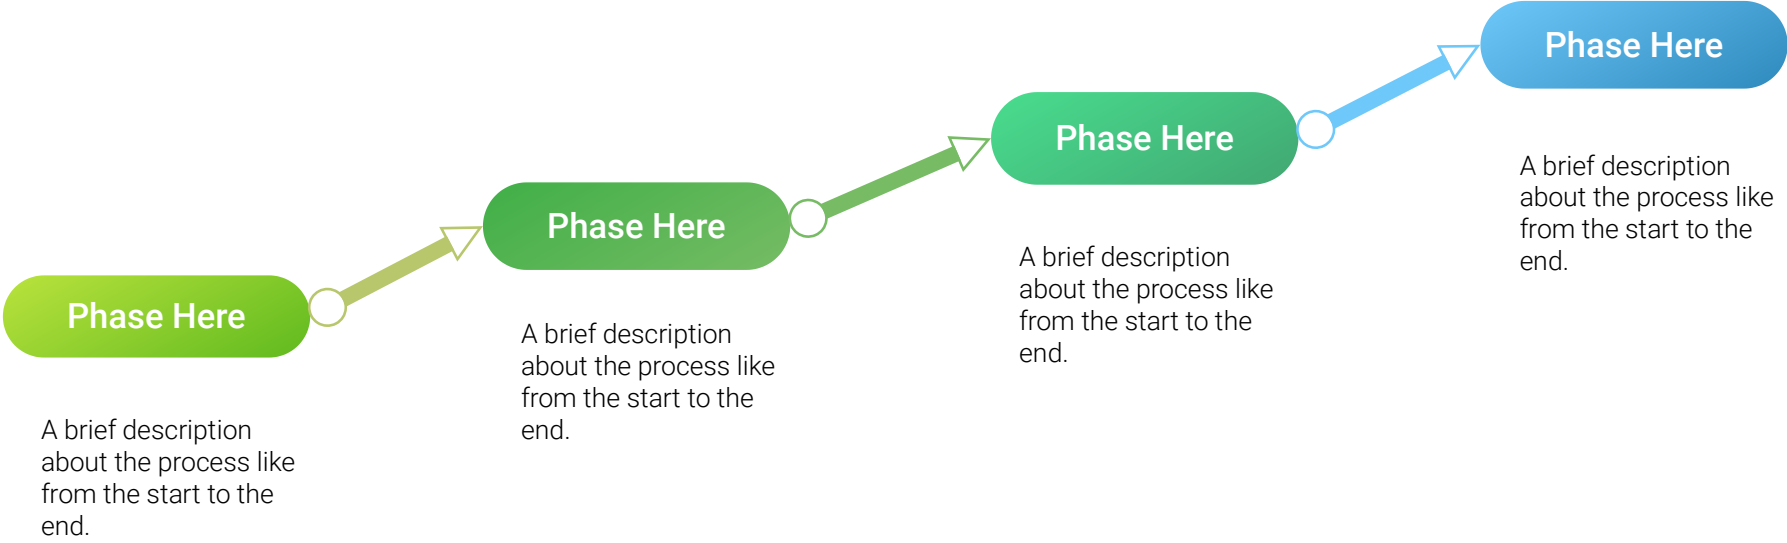 Phase Here
A brief description
about the process like
from the start to the
end.
Phase Here
A brief description
about the process like
from the start to the
end.
Phase Here
A brief description
about the process like
from the start to the
end.
Phase Here
A brief description
about the process like
from the start to the
end.